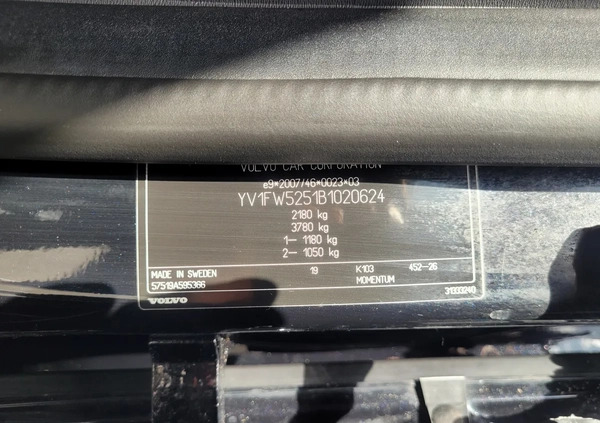 VOLVO CAR CORPORATION
e9*2007/46*0023*03
YV1FW5251B1020624
2180 kg
3780 kg
1– 1180 kg
2– 1050 kg
MADE IN SWEDEN 19 K103 452-26
57519A595366 MOMENTUM
VOLVO 31303240